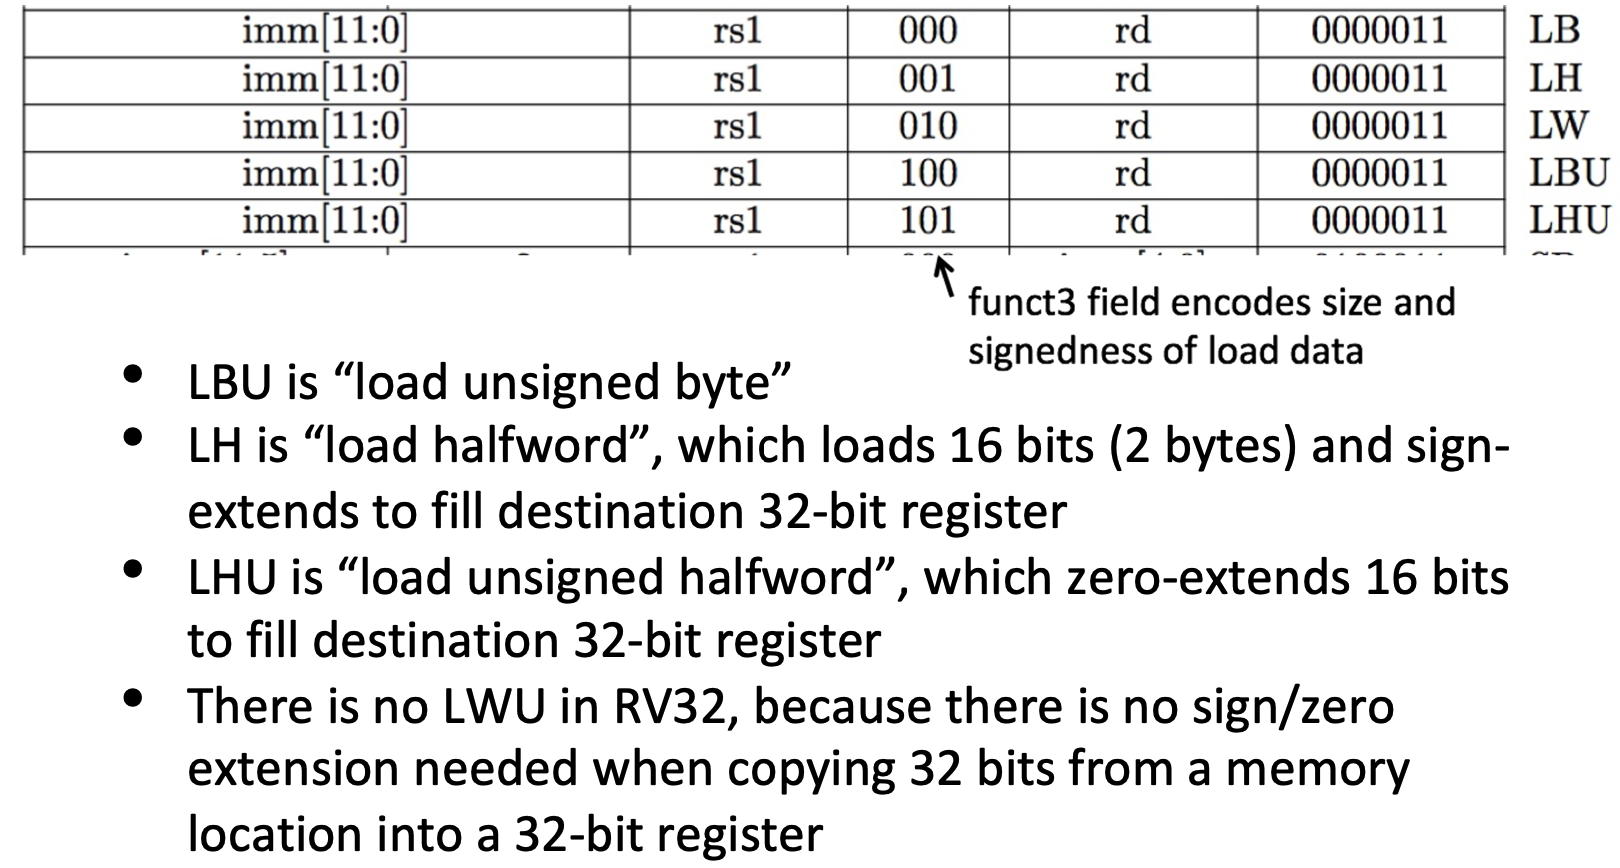 imm[11:0] rs1 000 rd 0000011 LB
imm[11:0] rs1 001 rd 0000011 LH
imm[11:0] rs1 010 rd 0000011 LW
imm[11:0] rs1 100 rd 0000011 LBU
imm[11:0] rs1 101 rd 0000011 LHU
funct3 field encodes size and
signedness of load data
• LBU is “load unsigned byte”
• LH is “load halfword”, which loads 16 bits (2 bytes) and sign-
extends to fill destination 32-bit register
• LHU is “load unsigned halfword”, which zero-extends 16 bits
to fill destination 32-bit register
• There is no LWU in RV32, because there is no sign/zero
extension needed when copying 32 bits from a memory
location into a 32-bit register